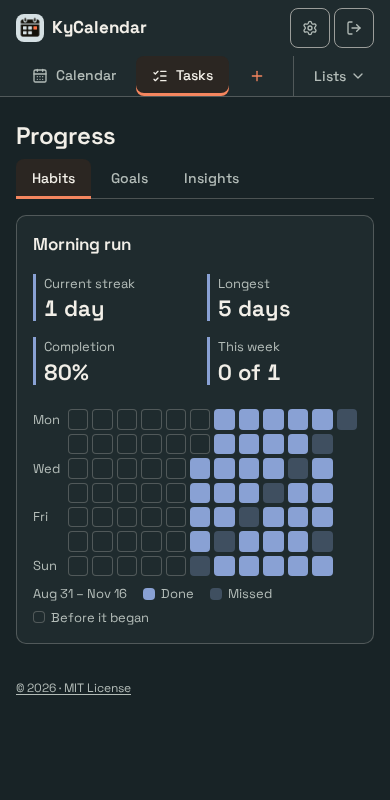 KyCalendar
Calendar
Tasks
+
Lists
Progress
Habits
Goals
Insights
Morning run
Current streak
1 day
Longest
5 days
Completion
80%
This week
0 of 1
Mon
Wed
Fri
Sun
Aug 31 – Nov 16
Done
Missed
Before it began
© 2026 · MIT License